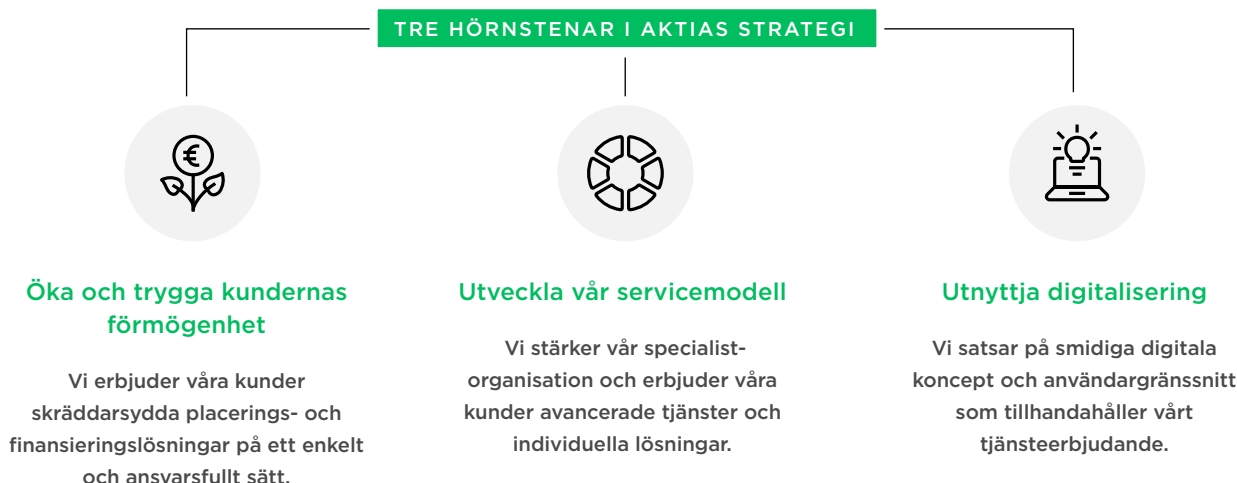 TRE HÖRNSTENAR I AKTIAS STRATEGI
€
Öka och trygga kundernas
förmögenhet
Vi erbjuder våra kunder
skräddarsydda placerings- och
finansieringslösningar på ett enkelt
och ansvarsfullt sätt.
Utveckla vår servicemodell
Vi stärker vår specialist-
organisation och erbjuder våra
kunder avancerade tjänster och
individuella lösningar.
Utnyttja digitalisering
Vi satsar på smidiga digitala
koncept och användargränssnitt
som tillhandahåller vårt
tjänsteerbjudande.